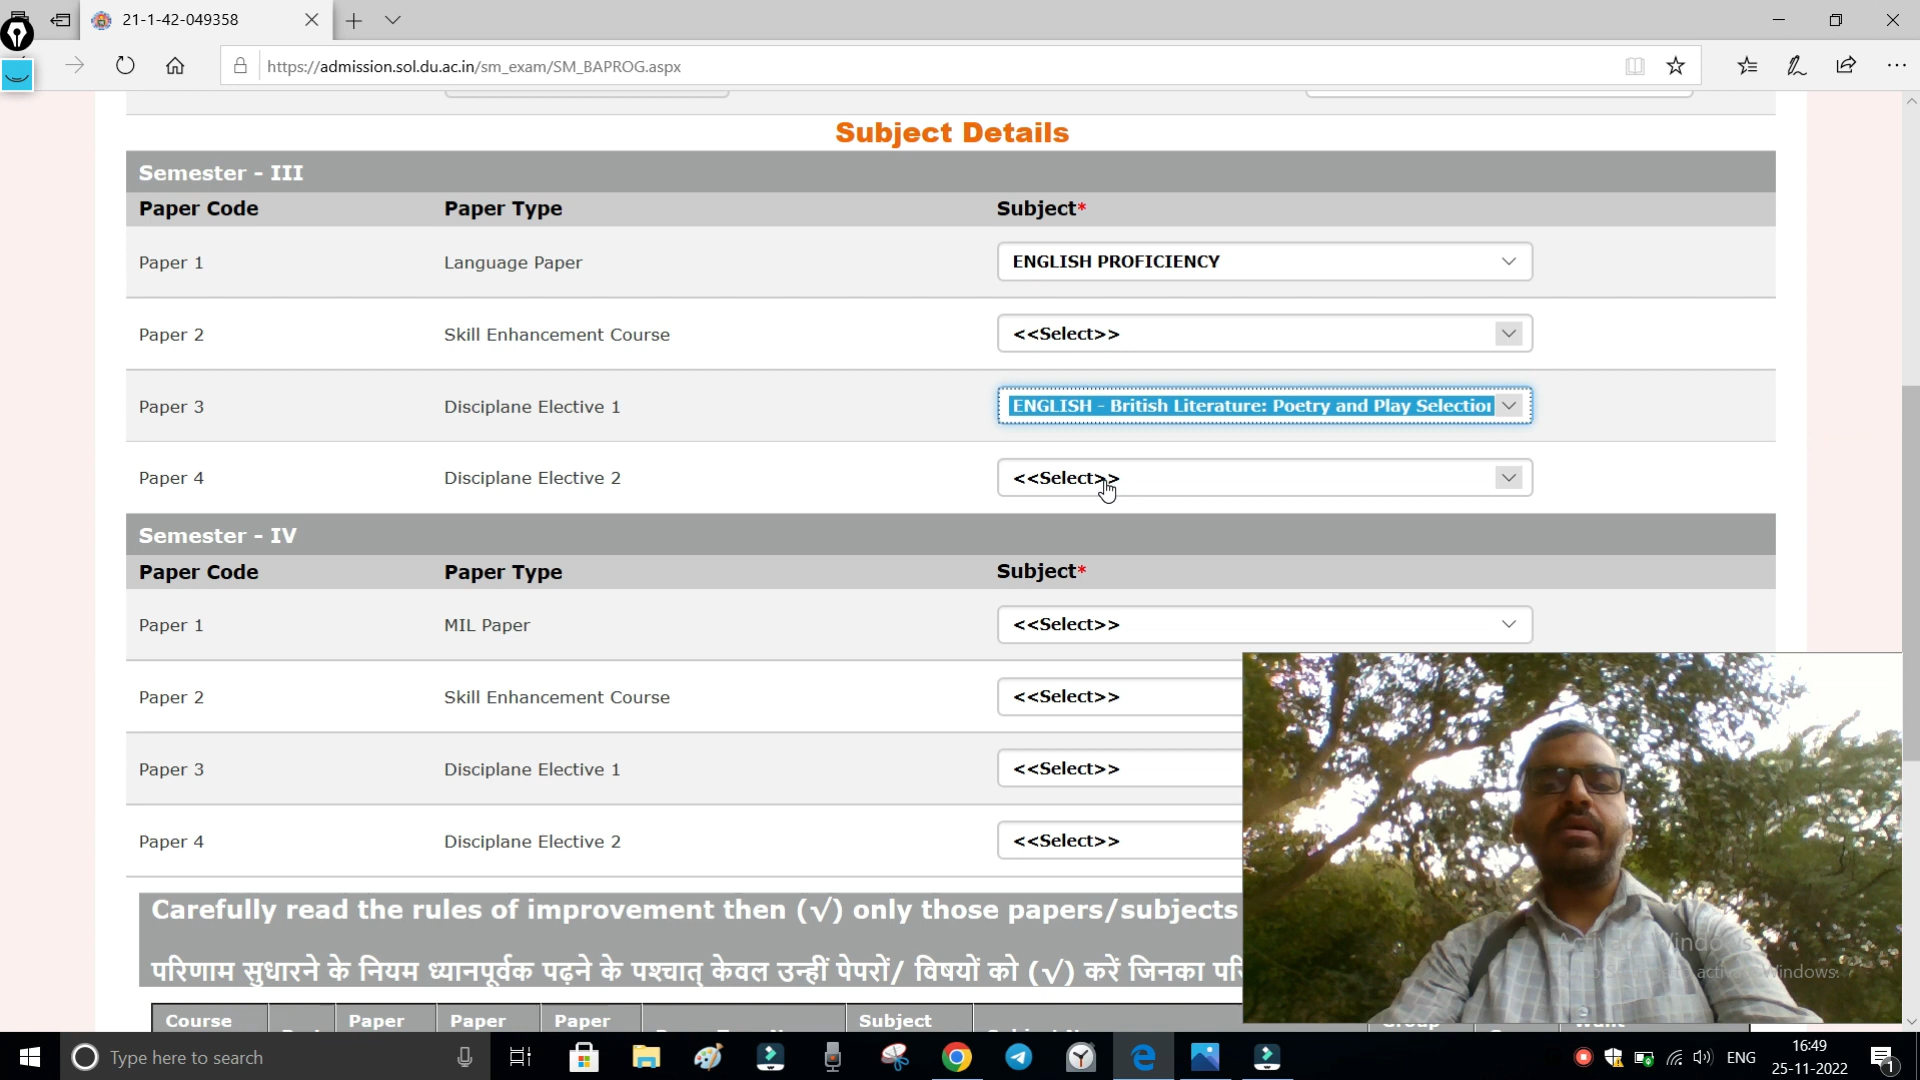 21-1-42-049358
https://admission.sol.du.ac.in/sm_exam/SM_BAPROG.aspx
Subject Details
Semester - III
Paper Code Paper Type Subject*
Paper 1 Language Paper ENGLISH PROFICIENCY
Paper 2 Skill Enhancement Course <<Select>>
Paper 3 Disciplane Elective 1 ENGLISH - British Literature: Poetry and Play Selection
Paper 4 Disciplane Elective 2 <<Select>>
Semester - IV
Paper Code Paper Type Subject*
Paper 1 MIL Paper <<Select>>
Paper 2 Skill Enhancement Course <<Select>>
Paper 3 Disciplane Elective 1 <<Select>>
Paper 4 Disciplane Elective 2 <<Select>>
Carefully read the rules of improvement then (√) only those papers/subjects
परिणाम सुधारने के नियम ध्यानपूर्वक पढ़ने के पश्चात् केवल उन्हीं पेपरों/ विषयों को (√) करें जिनका
Activate Windows
Windows.
Course Paper Paper Paper Subject
Type here to search
ENG
16:49
25-11-2022
1